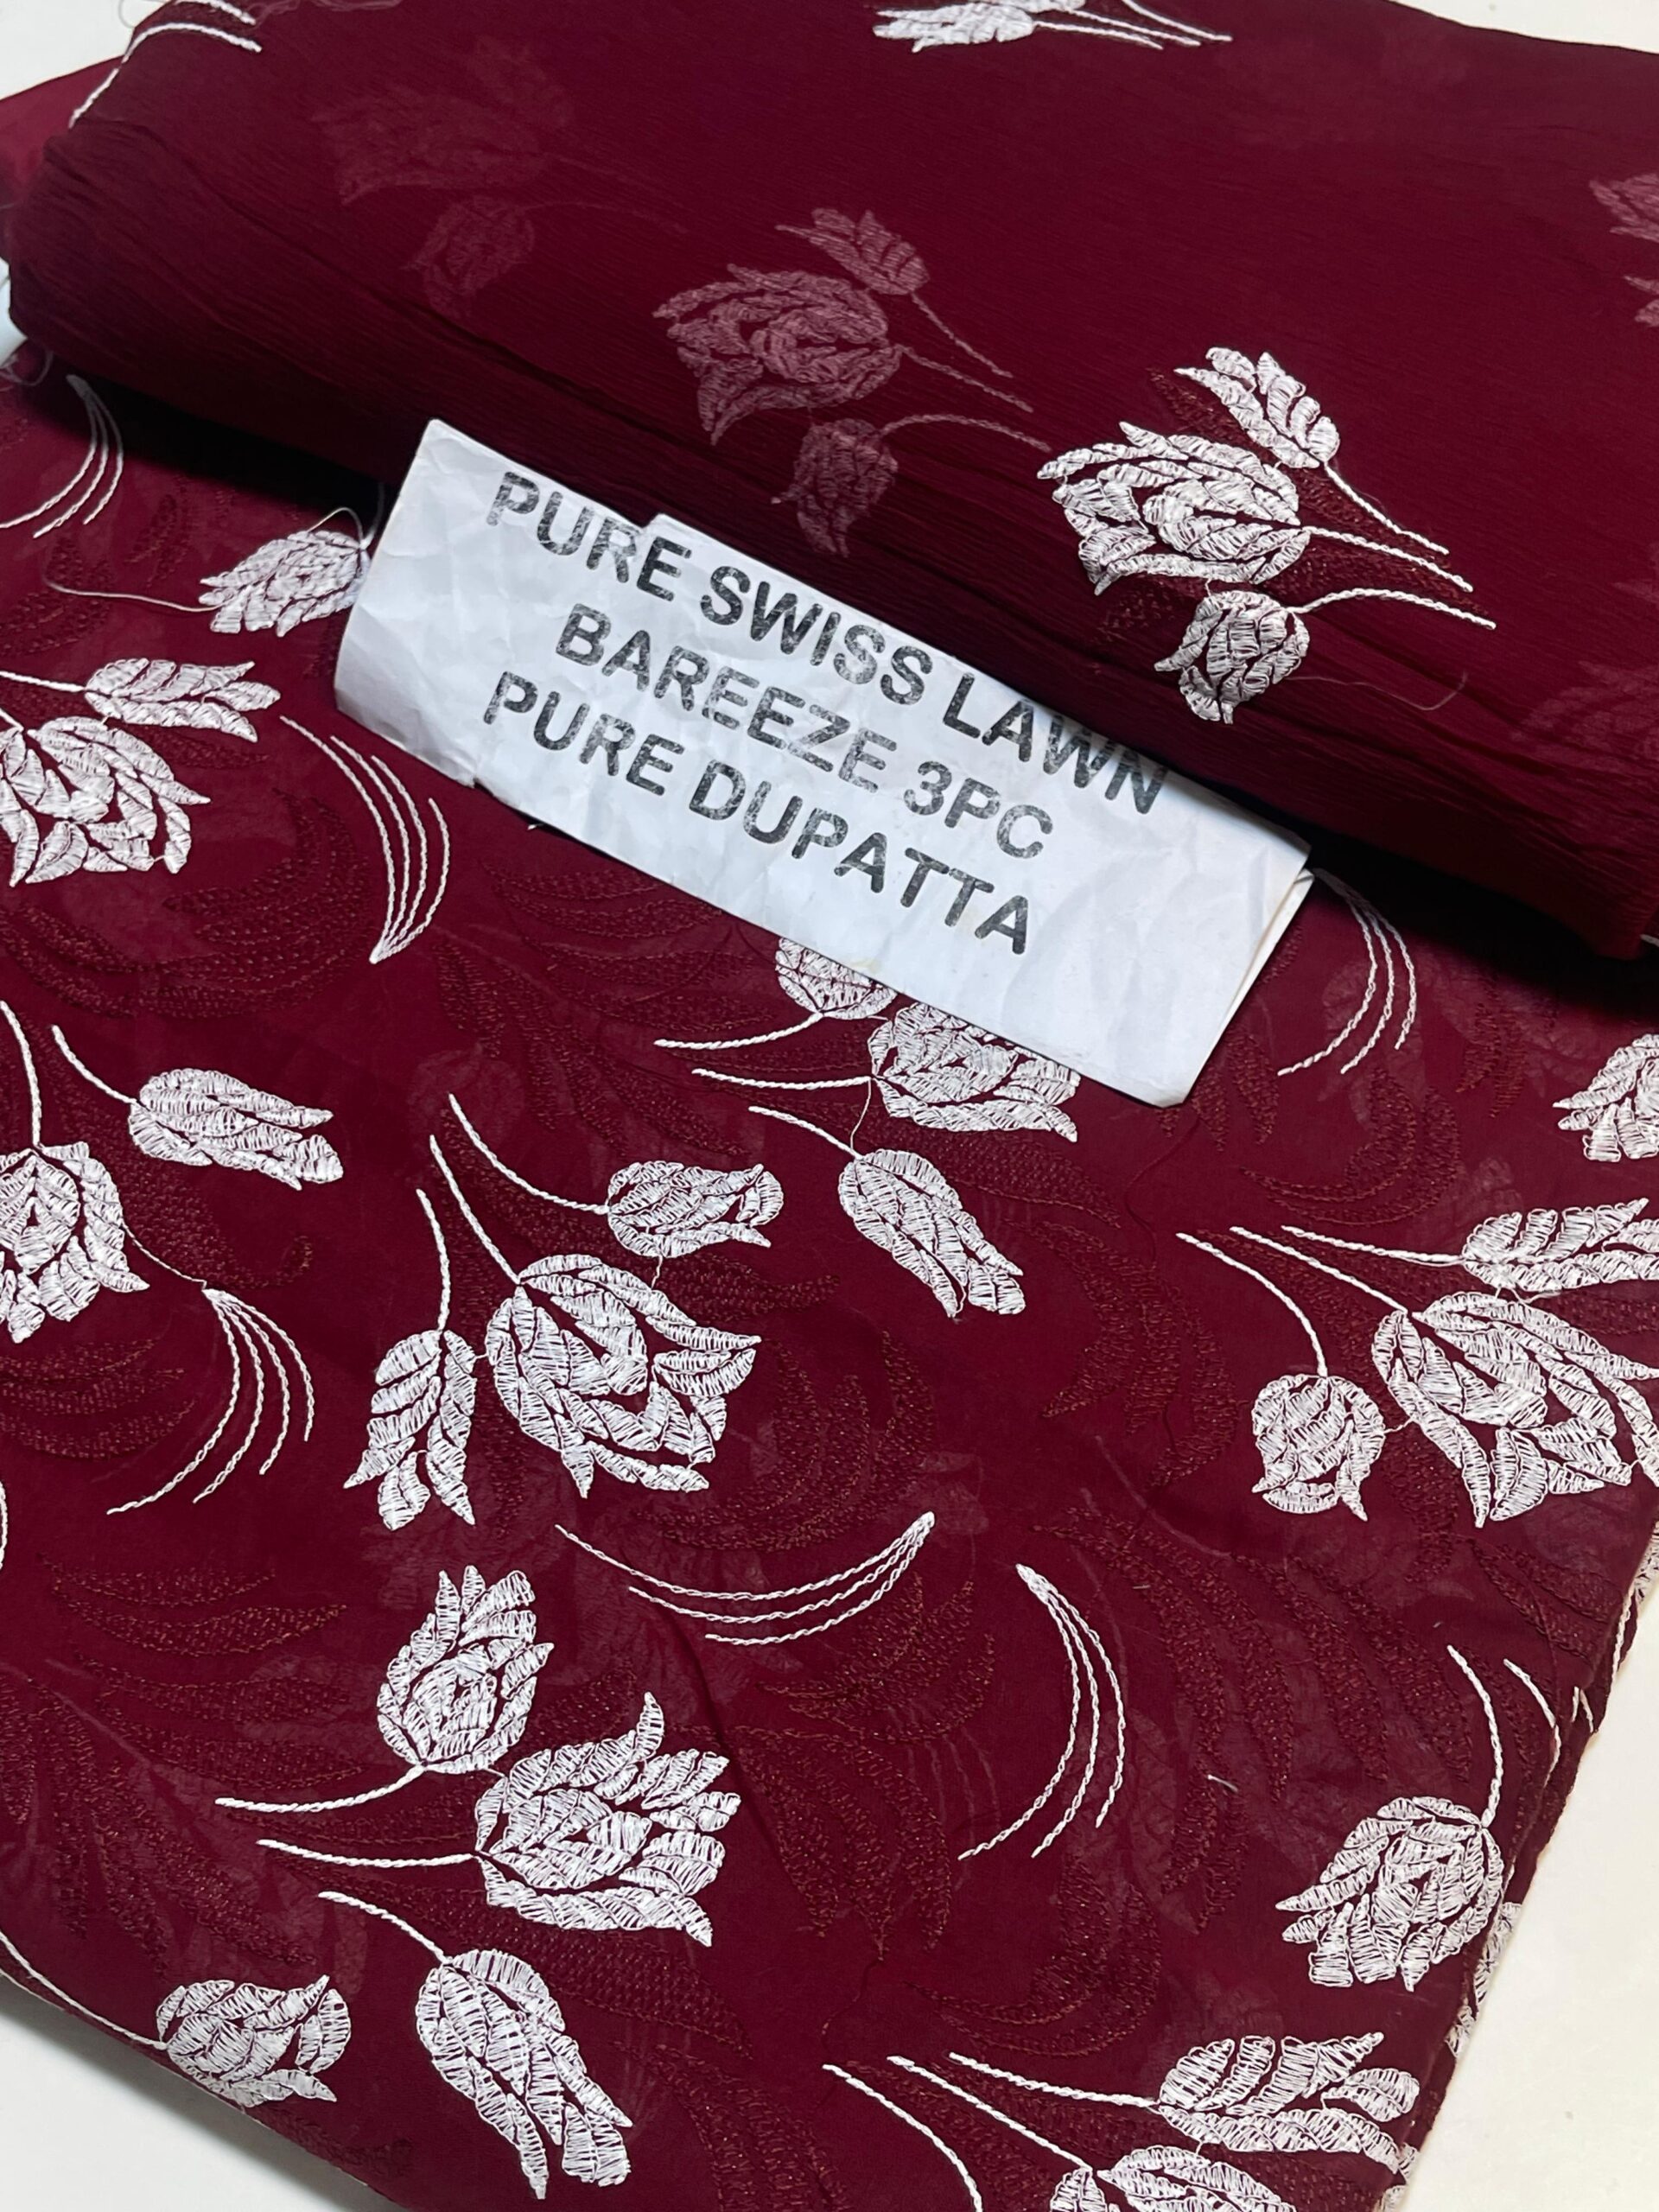 PURE SWISS LAWN
BAREEZE 3PC
PURE DUPATTA